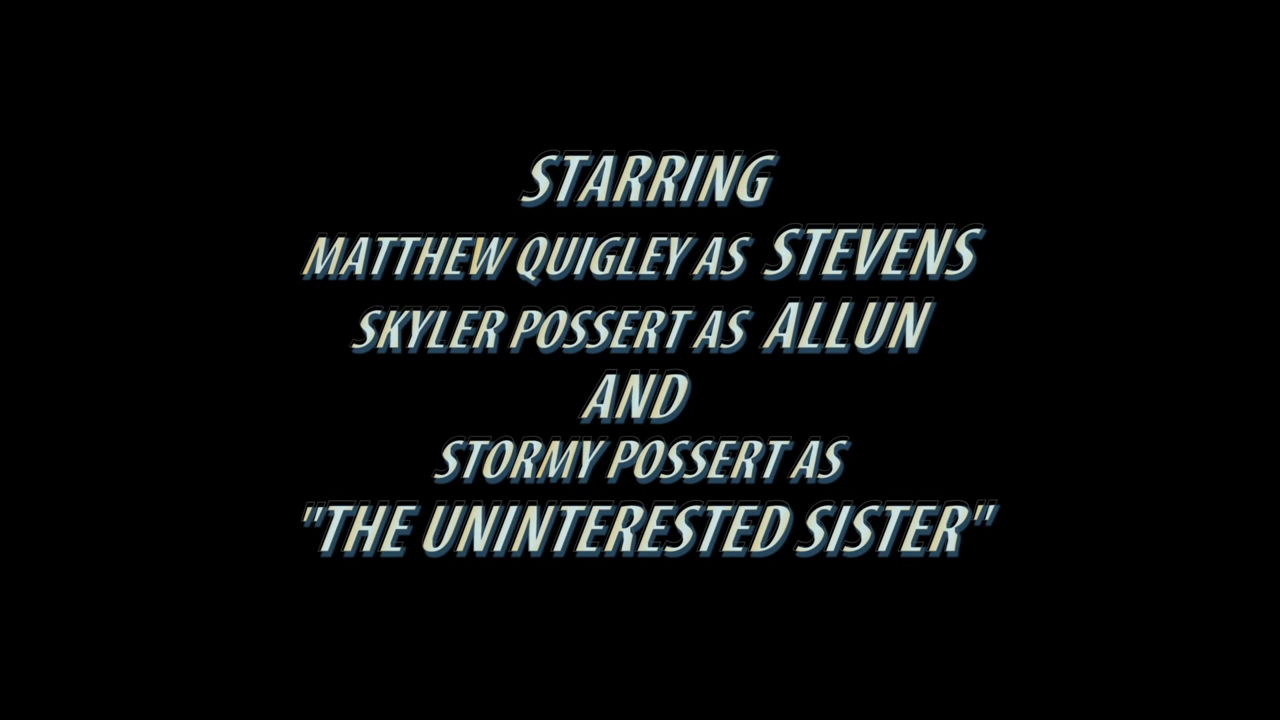 STARRING
MATTHEW QUIGLEY AS STEVENS
SKYLER POSSERT AS ALLUN
AND
STORMY POSSERT AS
"THE UNINTERESTED SISTER"